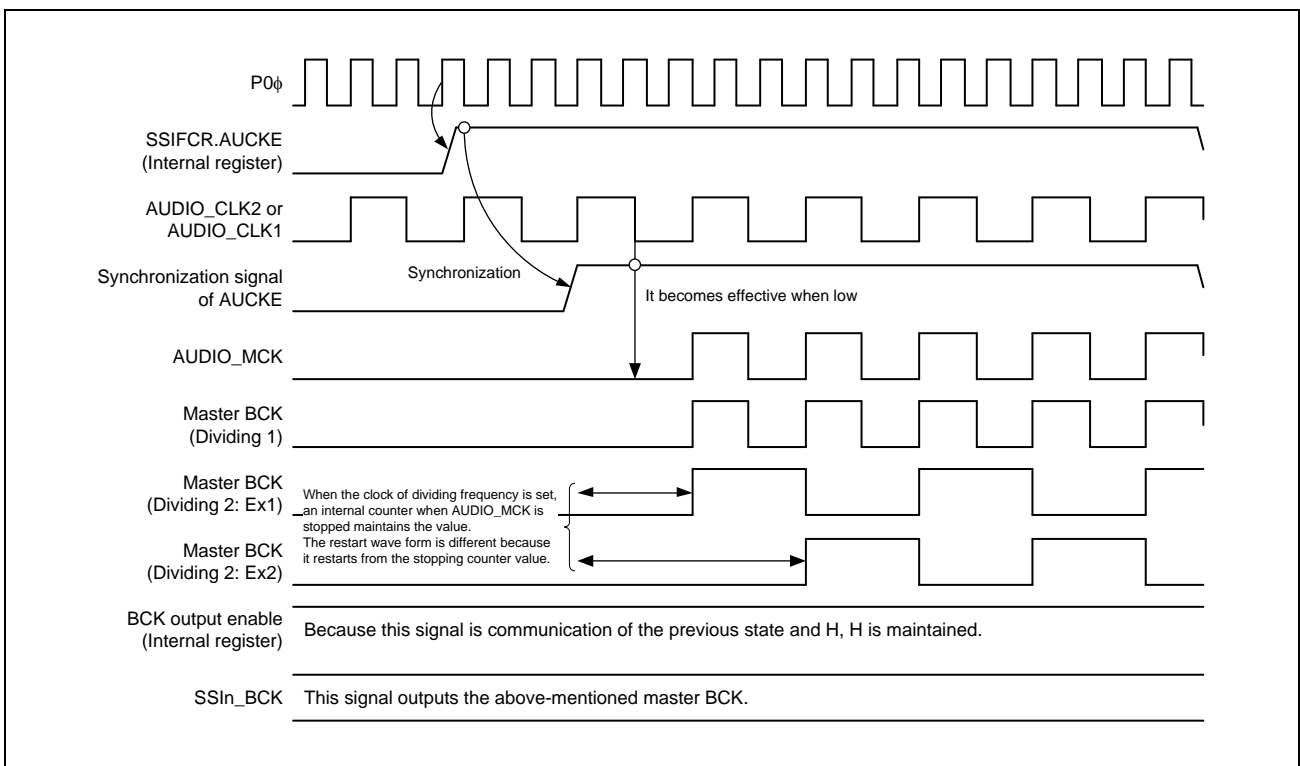 P0ϕ
SSIFCR.AUCKE
(Internal register)
AUDIO_CLK2 or
AUDIO_CLK1
Synchronization signal
of AUCKE
Synchronization
It becomes effective when low
AUDIO_MCK
Master BCK
(Dividing 1)
Master BCK
(Dividing 2: Ex1)
When the clock of dividing frequency is set,
an internal counter when AUDIO_MCK is
stopped maintains the value.
The restart wave form is different because
it restarts from the stopping counter value.
Master BCK
(Dividing 2: Ex2)
BCK output enable
(Internal register)
Because this signal is communication of the previous state and H, H is maintained.
SSIn_BCK
This signal outputs the above-mentioned master BCK.